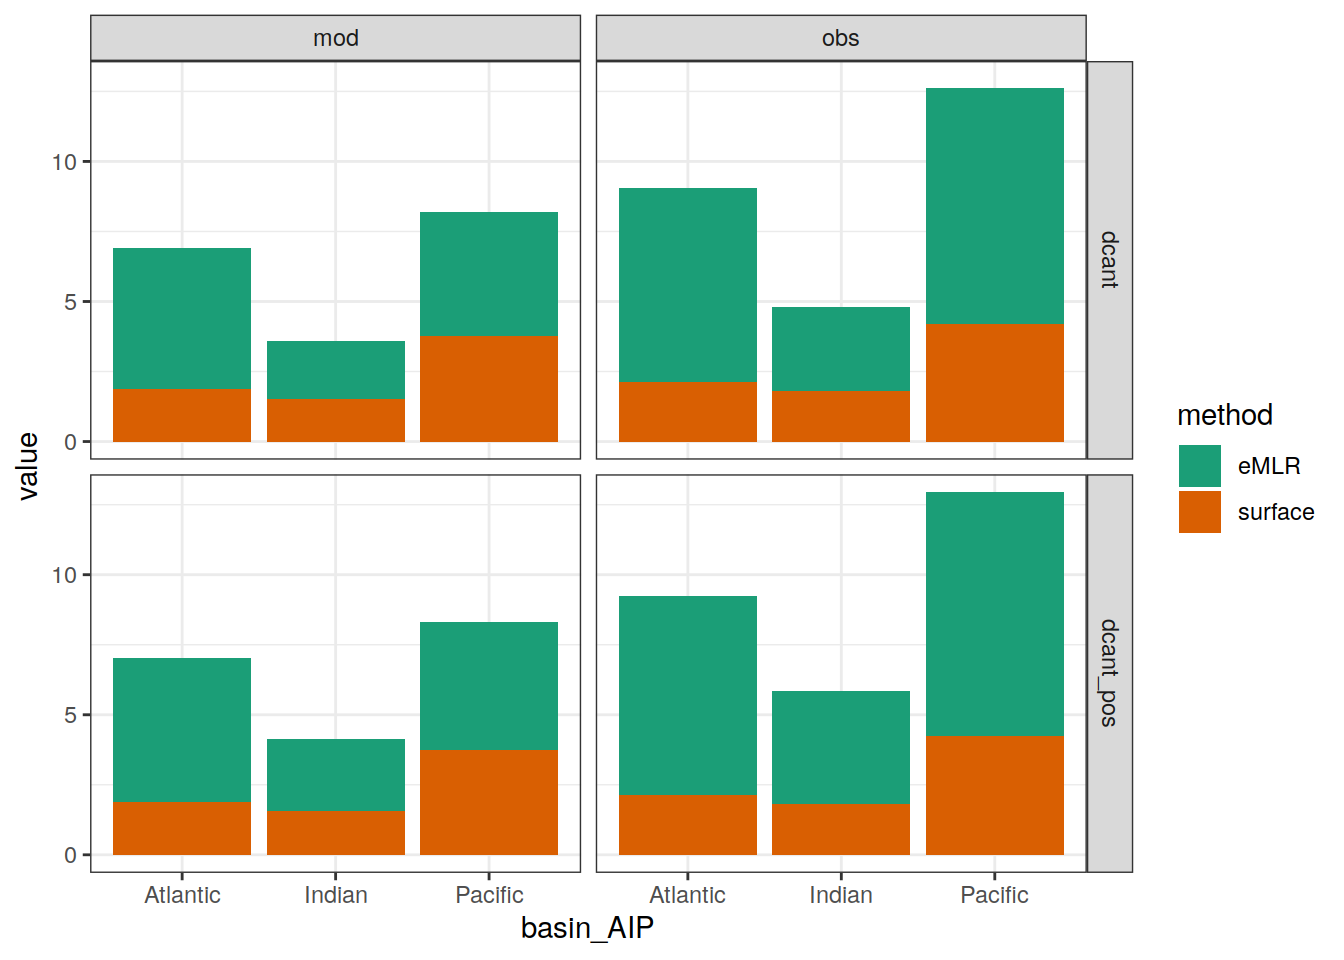 mod
obs
10
5
0
dcant
10
5
0
dcant_pos
value
Atlantic Indian Pacific
Atlantic Indian Pacific
basin_AIP
method
eMLR
surface